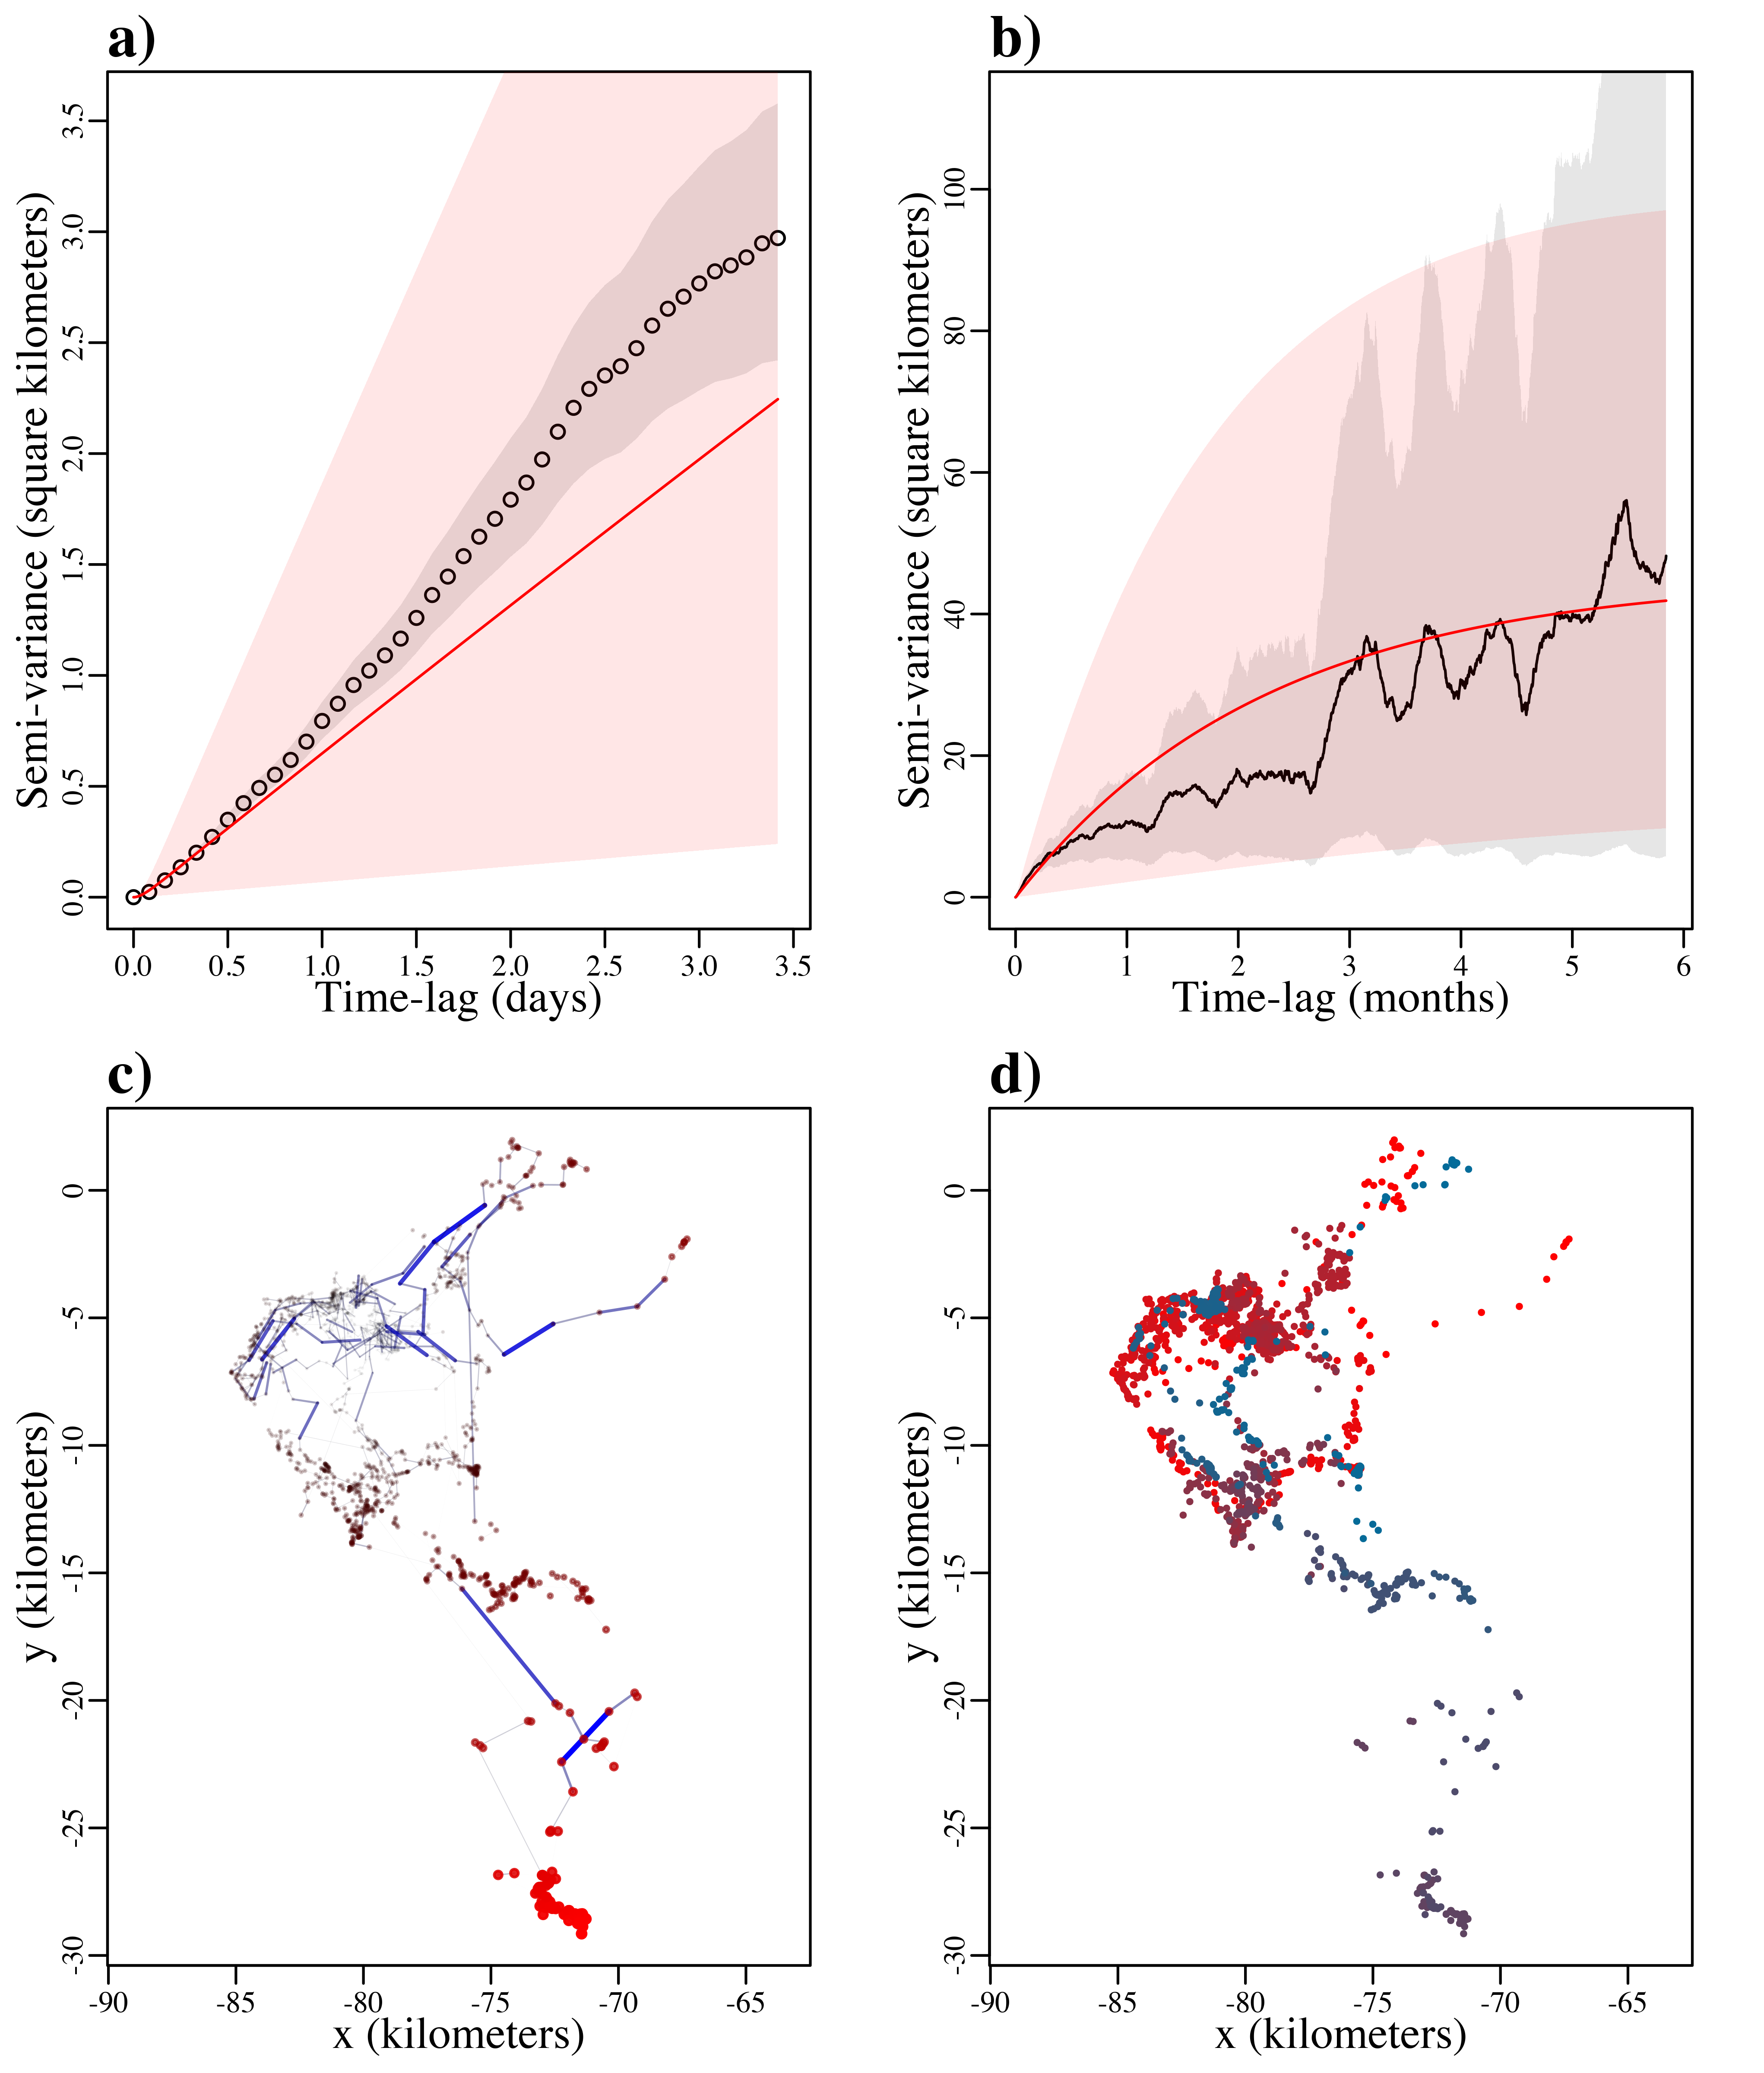 a)
Semi-variance (square kilometers)
3.5
3.0
2.5
2.0
1.5
1.0
0.5
0.0
0.0 0.5 1.0 1.5 2.0 2.5 3.0 3.5
Time-lag (days)
b)
Semi-variance (square kilometers)
100
80
60
40
20
0
0 1 2 3 4 5 6
Time-lag (months)
c)
y (kilometers)
0
-5
-10
-15
-20
-25
-30
-90 -85 -80 -75 -70 -65
x (kilometers)
d)
y (kilometers)
0
-5
-10
-15
-20
-25
-30
-90 -85 -80 -75 -70 -65
x (kilometers)